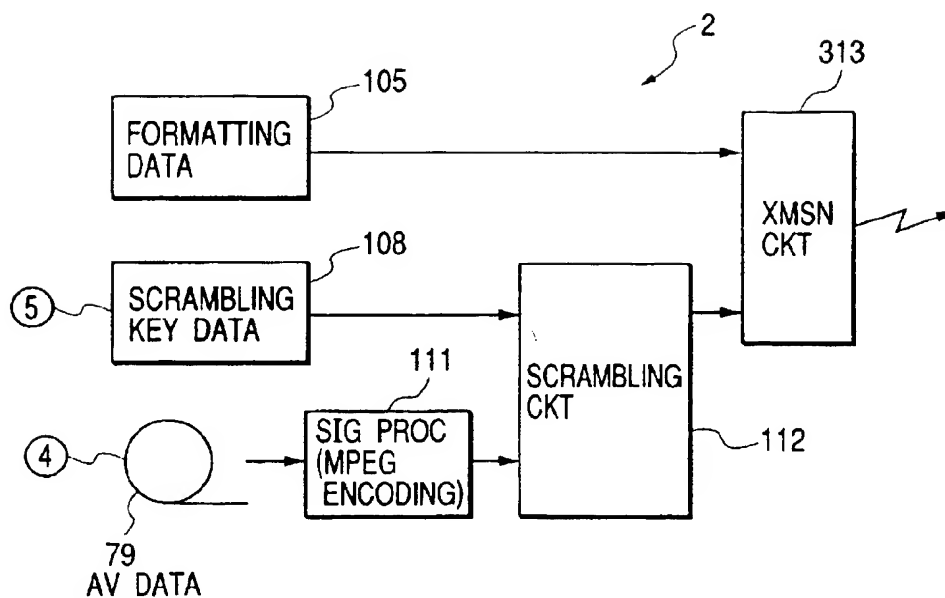 2
105
313
FORMATTING
DATA
XMSN
CKT
108
5
SCRAMBLING
KEY DATA
111
SCRAMBLING
CKT
4
SIG PROC
(MPEG
ENCODING)
112
79
AV DATA